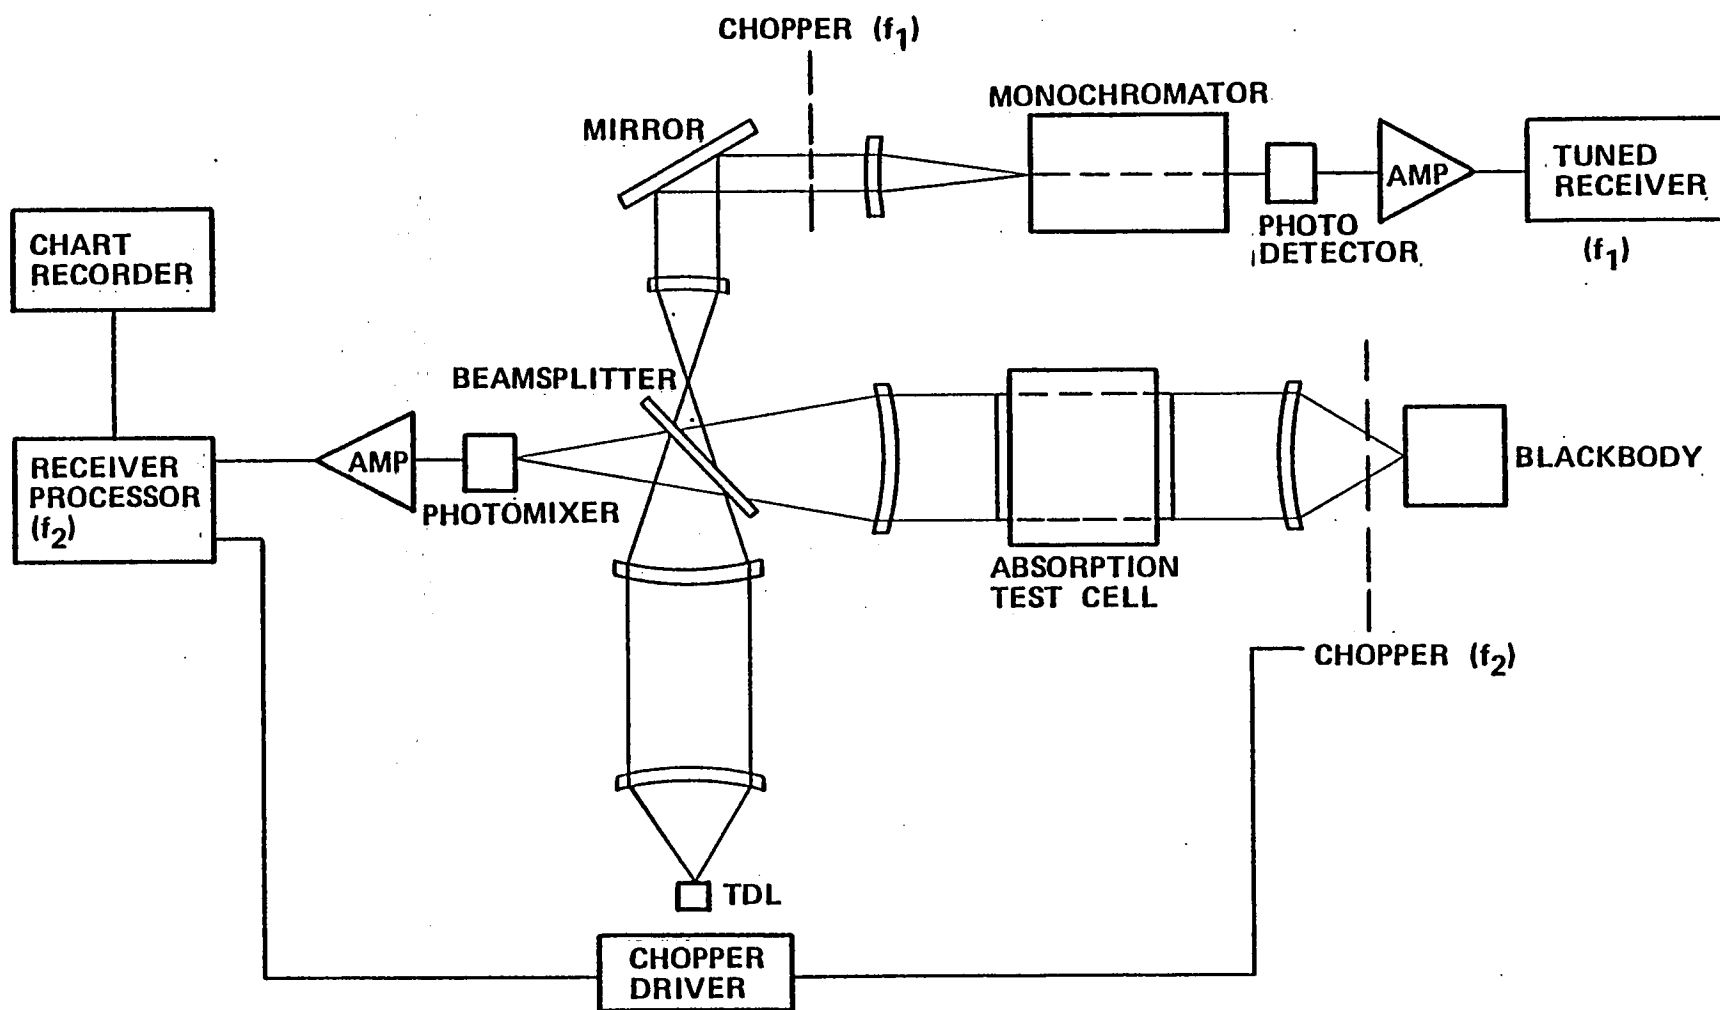 CHOPPER (f1)
MONOCHROMATOR
MIRROR
AMP
TUNED
RECEIVER
PHOTO
DETECTOR
(f1)
CHART
RECORDER
BEAMSPLITTER
RECEIVER
PROCESSOR
(f2)
AMP
PHOTOMIXER
BLACKBODY
ABSORPTION
TEST CELL
CHOPPER (f2)
TDL
CHOPPER
DRIVER